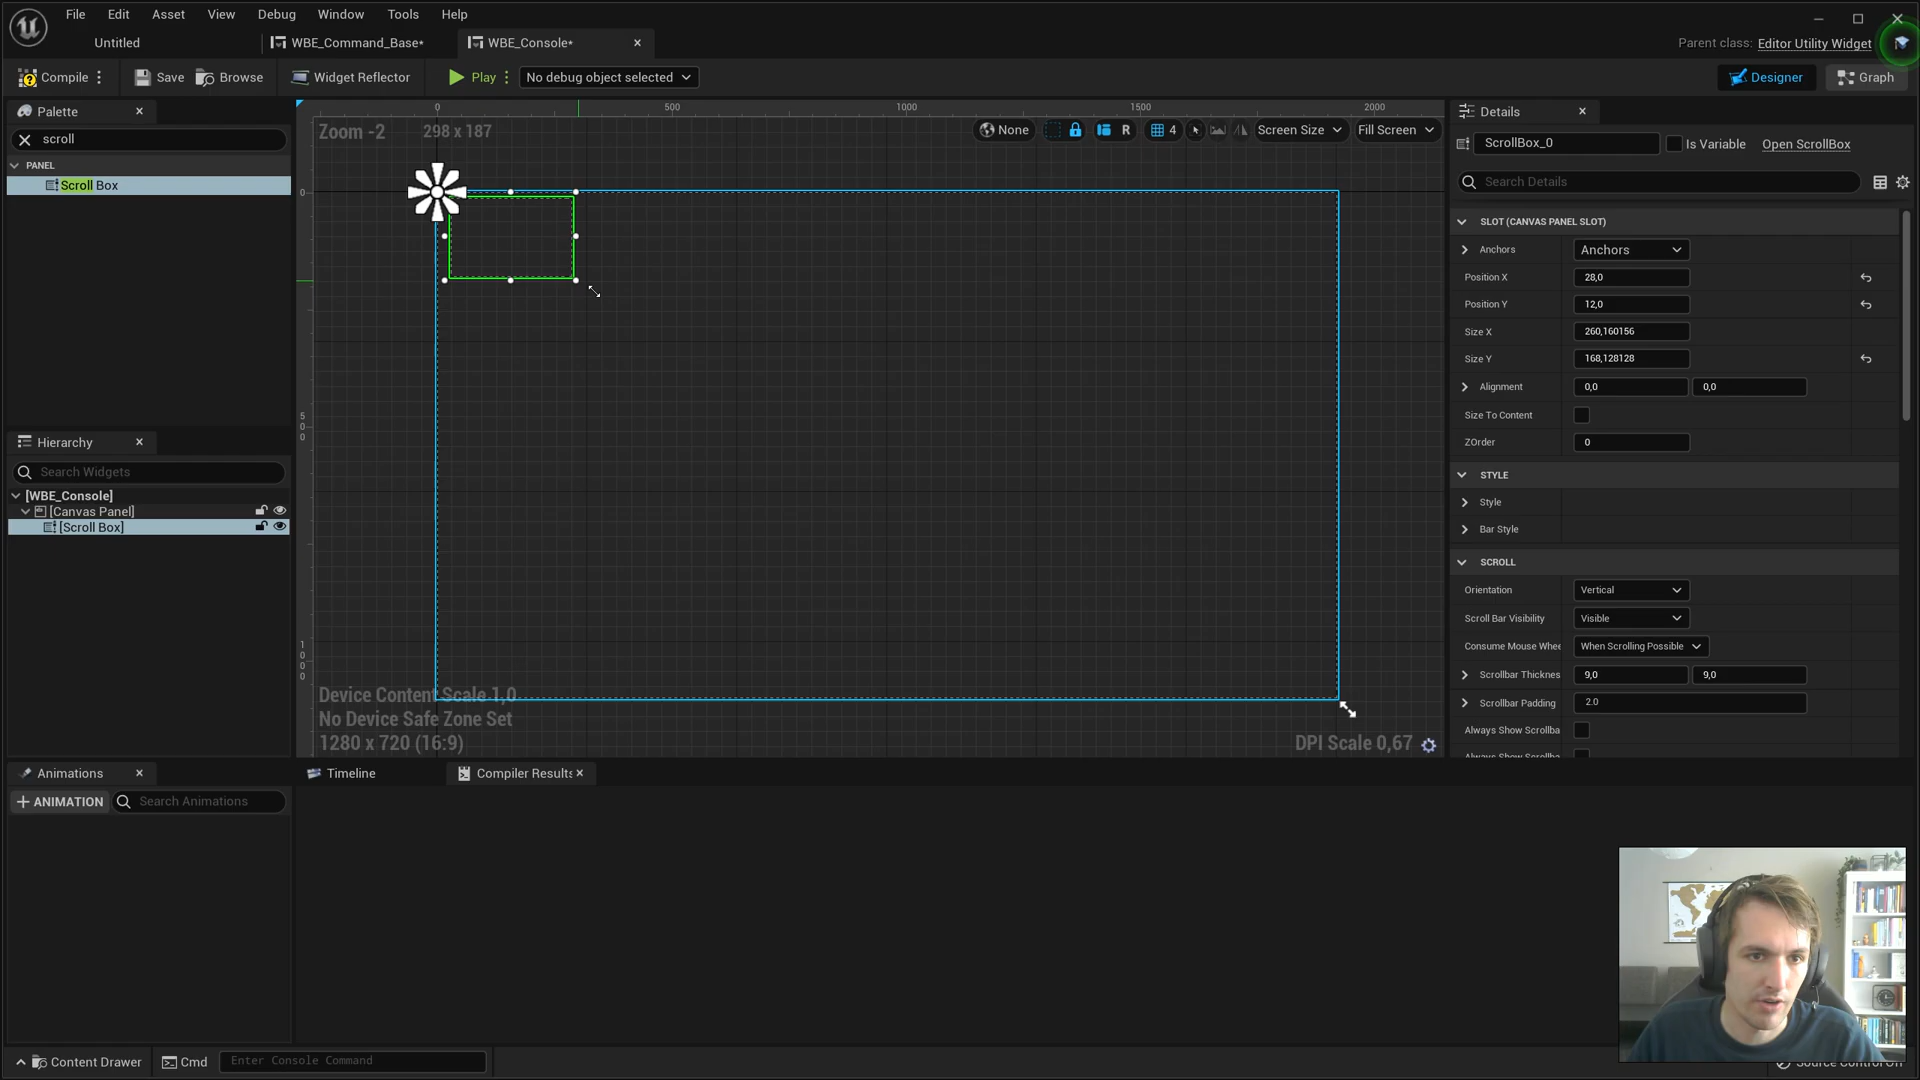 File Edit Asset View Debug Window Tools Help
Untitled WBE_Command_Base* WBE_Console* Parent class: Editor Utility Widget
Compile Save Browse Widget Reflector Play No debug object selected Designer Graph
Palette
scroll
PANEL
Scroll Box
Hierarchy
Search Widgets
[WBE_Console]
[Canvas Panel]
[Scroll Box]
Animations
+ ANIMATION Search Animations
0 500 1000 1500 2000
Zoom -2 298 x 187 None R 4 Screen Size Fill Screen
0
5
0
0
1
0
0
0
Device Content Scale 1,0
No Device Safe Zone Set
1280 x 720 (16:9) DPI Scale 0,67
Timeline Compiler Results
Details
ScrollBox_0 Is Variable Open ScrollBox
Search Details
SLOT (CANVAS PANEL SLOT)
Anchors Anchors
Position X 28,0
Position Y 12,0
Size X 260,160156
Size Y 168,128128
Alignment 0,0 0,0
Size To Content
ZOrder 0
STYLE
Style
Bar Style
SCROLL
Orientation Vertical
Scroll Bar Visibility Visible
Consume Mouse Whee When Scrolling Possible
Scrollbar Thicknes 9,0 9,0
Scrollbar Padding 2.0
Always Show Scrollba
Always Show Scrollba
Content Drawer Cmd Enter Console Command Source Control Off